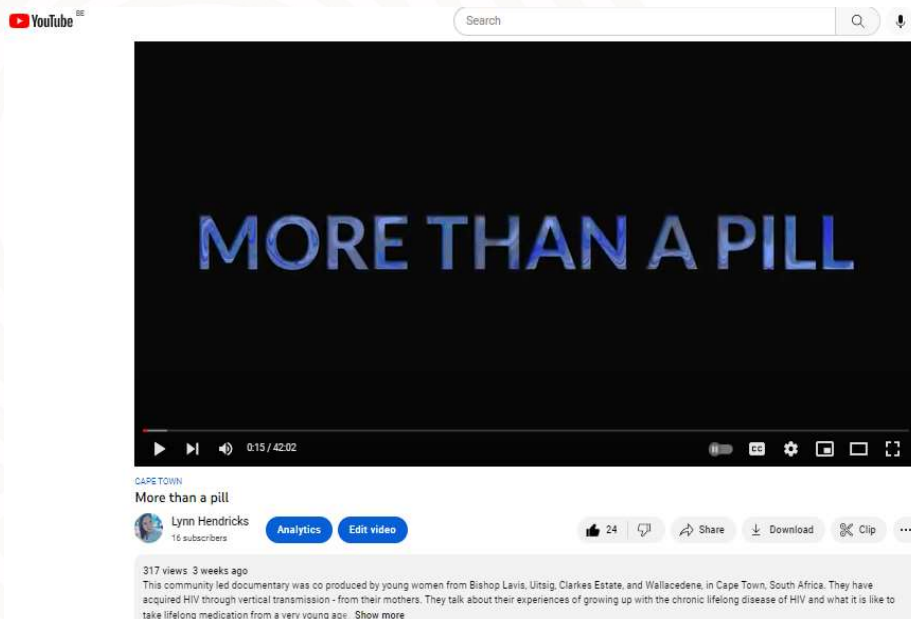 YouTube BE
Search
MORE THAN A PILL
0:15 / 42:02
CC
CAPE TOWN
More than a pill
Lynn Hendricks
16 subscribers
Analytics
Edit video
24
Share
Download
Clip
317 views 3 weeks ago
This community led documentary was co produced by young women from Bishop Lavis, Uitsig, Clarkes Estate, and Wallacedene, in Cape Town, South Africa. They have
acquired HIV through vertical transmission - from their mothers. They talk about their experiences of growing up with the chronic lifelong disease of HIV and what it is like to
take lifelong medication from a very young age. Show more